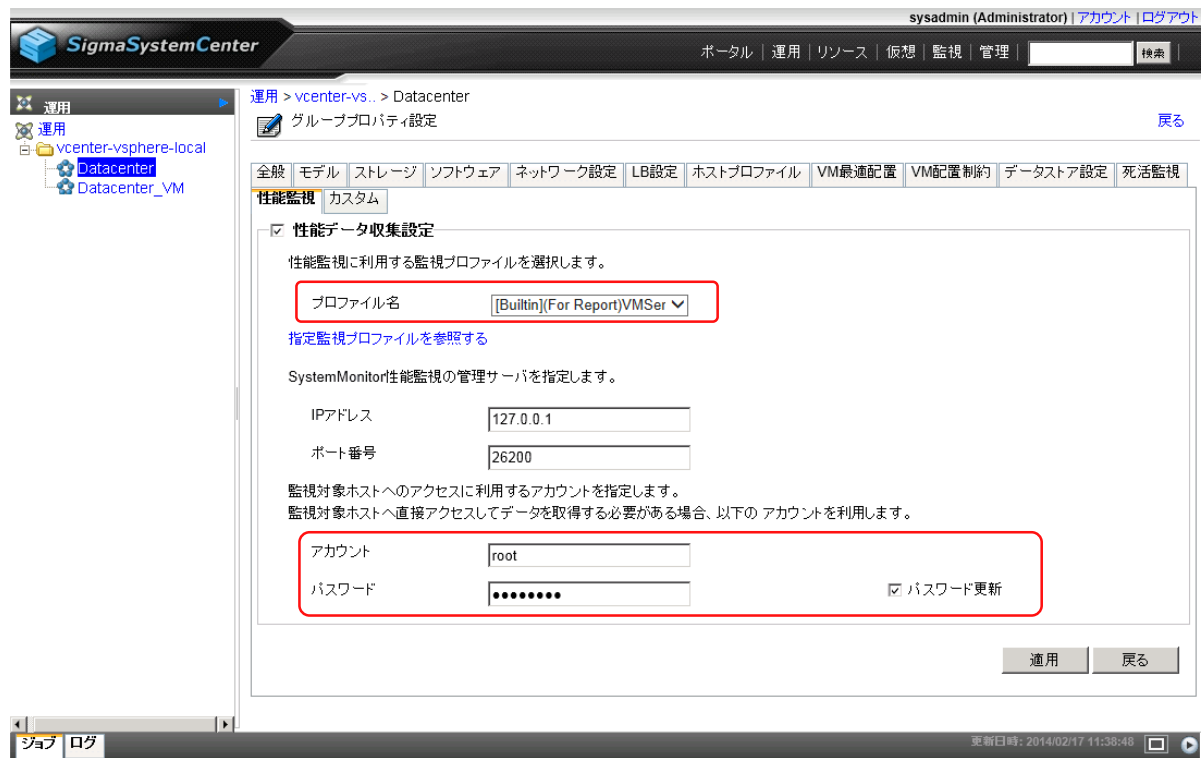 sysadmin (Administrator) | アカウント | ログアウト
SigmaSystemCenter
ポータル | 運用 | リソース | 仮想 | 監視 | 管理 | 検索
運用
運用
vcenter-vsphere-local
Datacenter
Datacenter_VM
運用 > vcenter-vs.. > Datacenter
グループプロパティ設定
戻る
全般 モデル ストレージ ソフトウェア ネットワーク設定 LB設定 ホストプロファイル VM最適配置 VM配置制約 データストア設定 死活監視
性能監視 カスタム
性能データ収集設定
性能監視に利用する監視プロファイルを選択します。
プロファイル名 [Builtin](For Report)VMSer
指定監視プロファイルを参照する
SystemMonitor性能監視の管理サーバを指定します。
IPアドレス 127.0.0.1
ポート番号 26200
監視対象ホストへのアクセスに利用するアカウントを指定します。
監視対象ホストへ直接アクセスしてデータを取得する必要がある場合、以下の アカウントを利用します。
アカウント root
パスワード ●●●●●●●● パスワード更新
適用 戻る
ジョブ ログ
更新日時: 2014/02/17 11:38:48